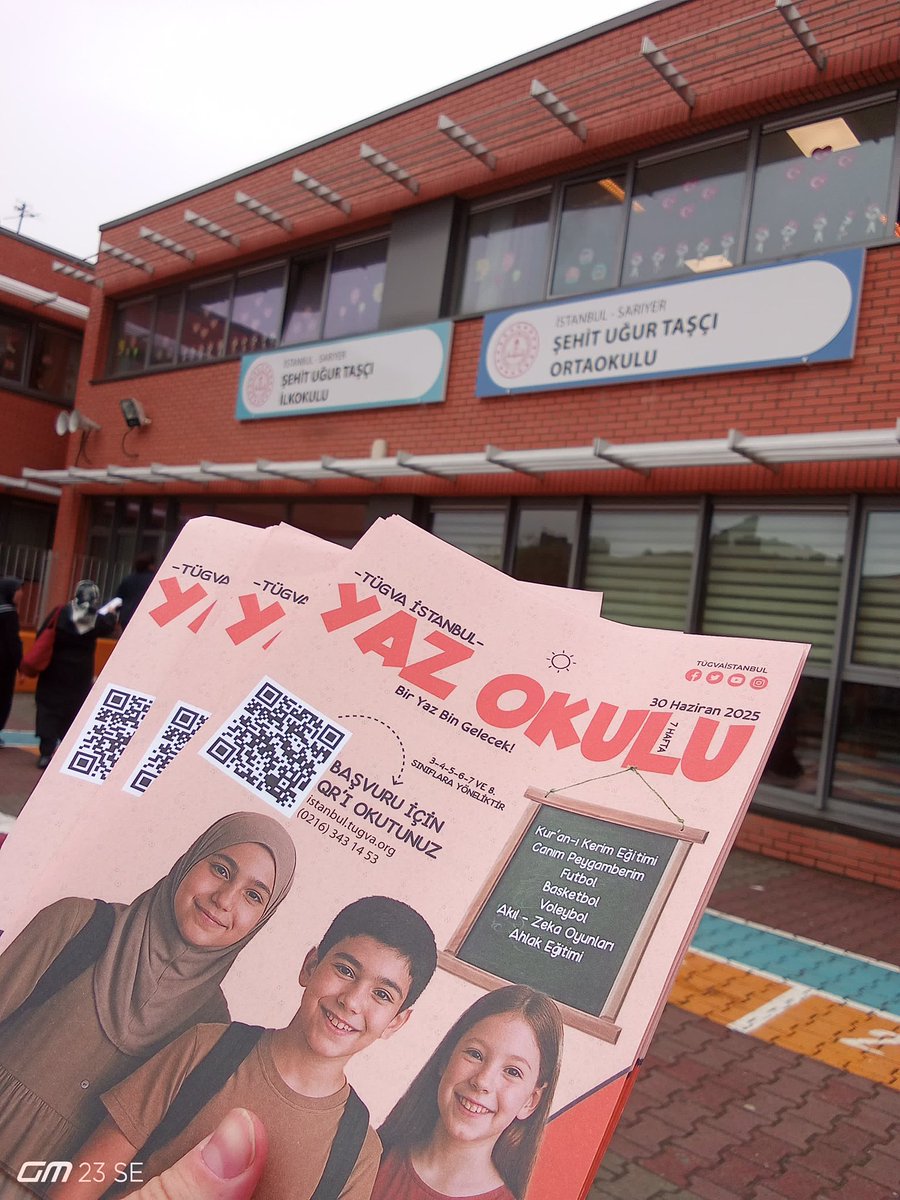 İSTANBUL - SARIYER
ŞEHİT UĞUR TAŞÇI
İLKOKULU
İSTANBUL - SARIYER
ŞEHİT UĞUR TAŞÇI
ORTAOKULU
-TÜGVA
-TÜGVA
-TÜGVA İSTANBUL-
YAZ OKULU
Bir Yaz Bin Gelecek!
TÜGVAİSTANBUL
30 Haziran 2025
7 HAFTA
3-4-5-6-7 VE 8.
SINIFLARA YÖNELİKTİR
BAŞVURU İÇİN
QR'I OKUTUNUZ
istanbul.tugva.org
(0216) 343 14 53
Kur'an-ı Kerim Eğitimi
Canım Peygamberim
Futbol
Basketbol
Voleybol
Akıl - Zeka Oyunları
Ahlak Eğitimi
GM 23 SE